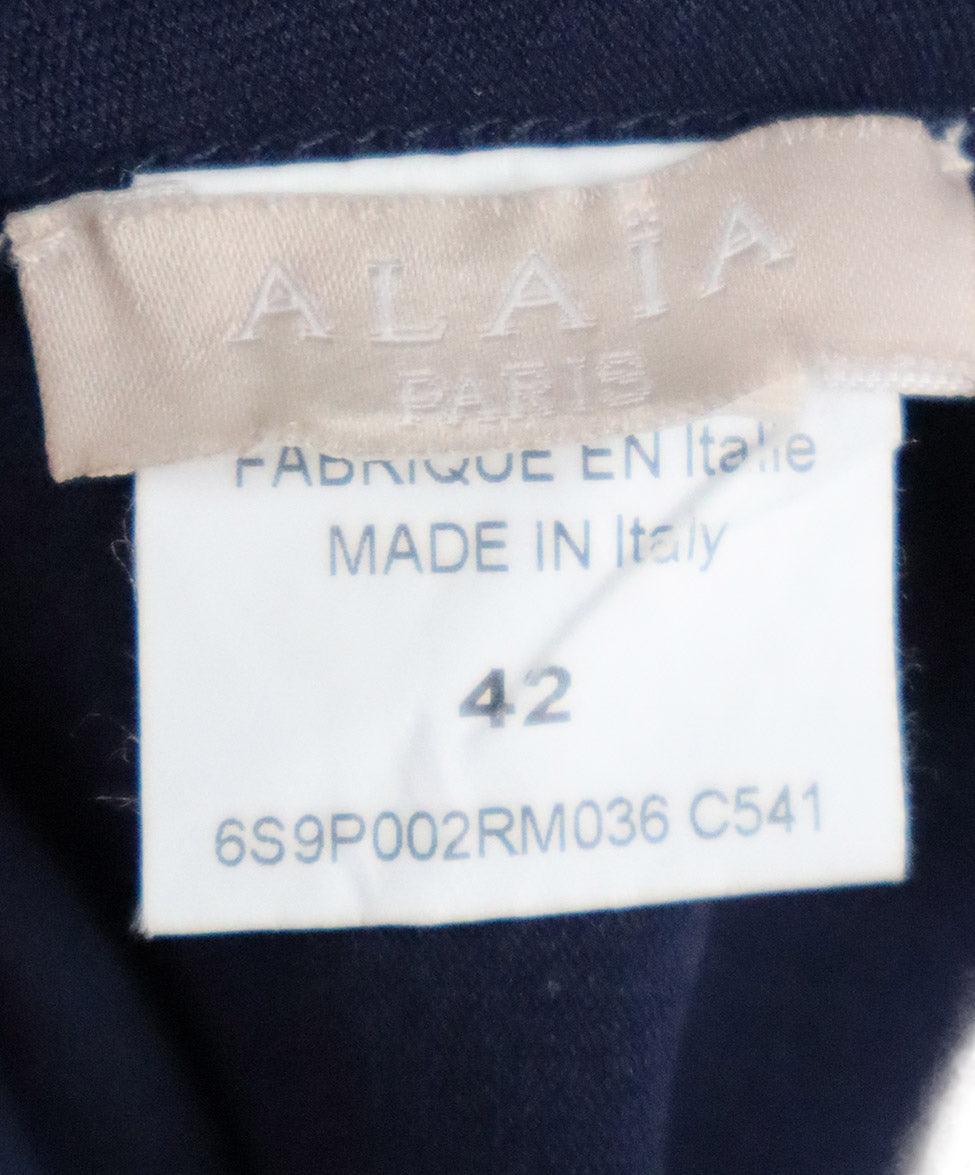 ALAÏA
PARIS
FABRIQUE EN Italie
MADE IN Italy
42
6S9P002RM036 C541